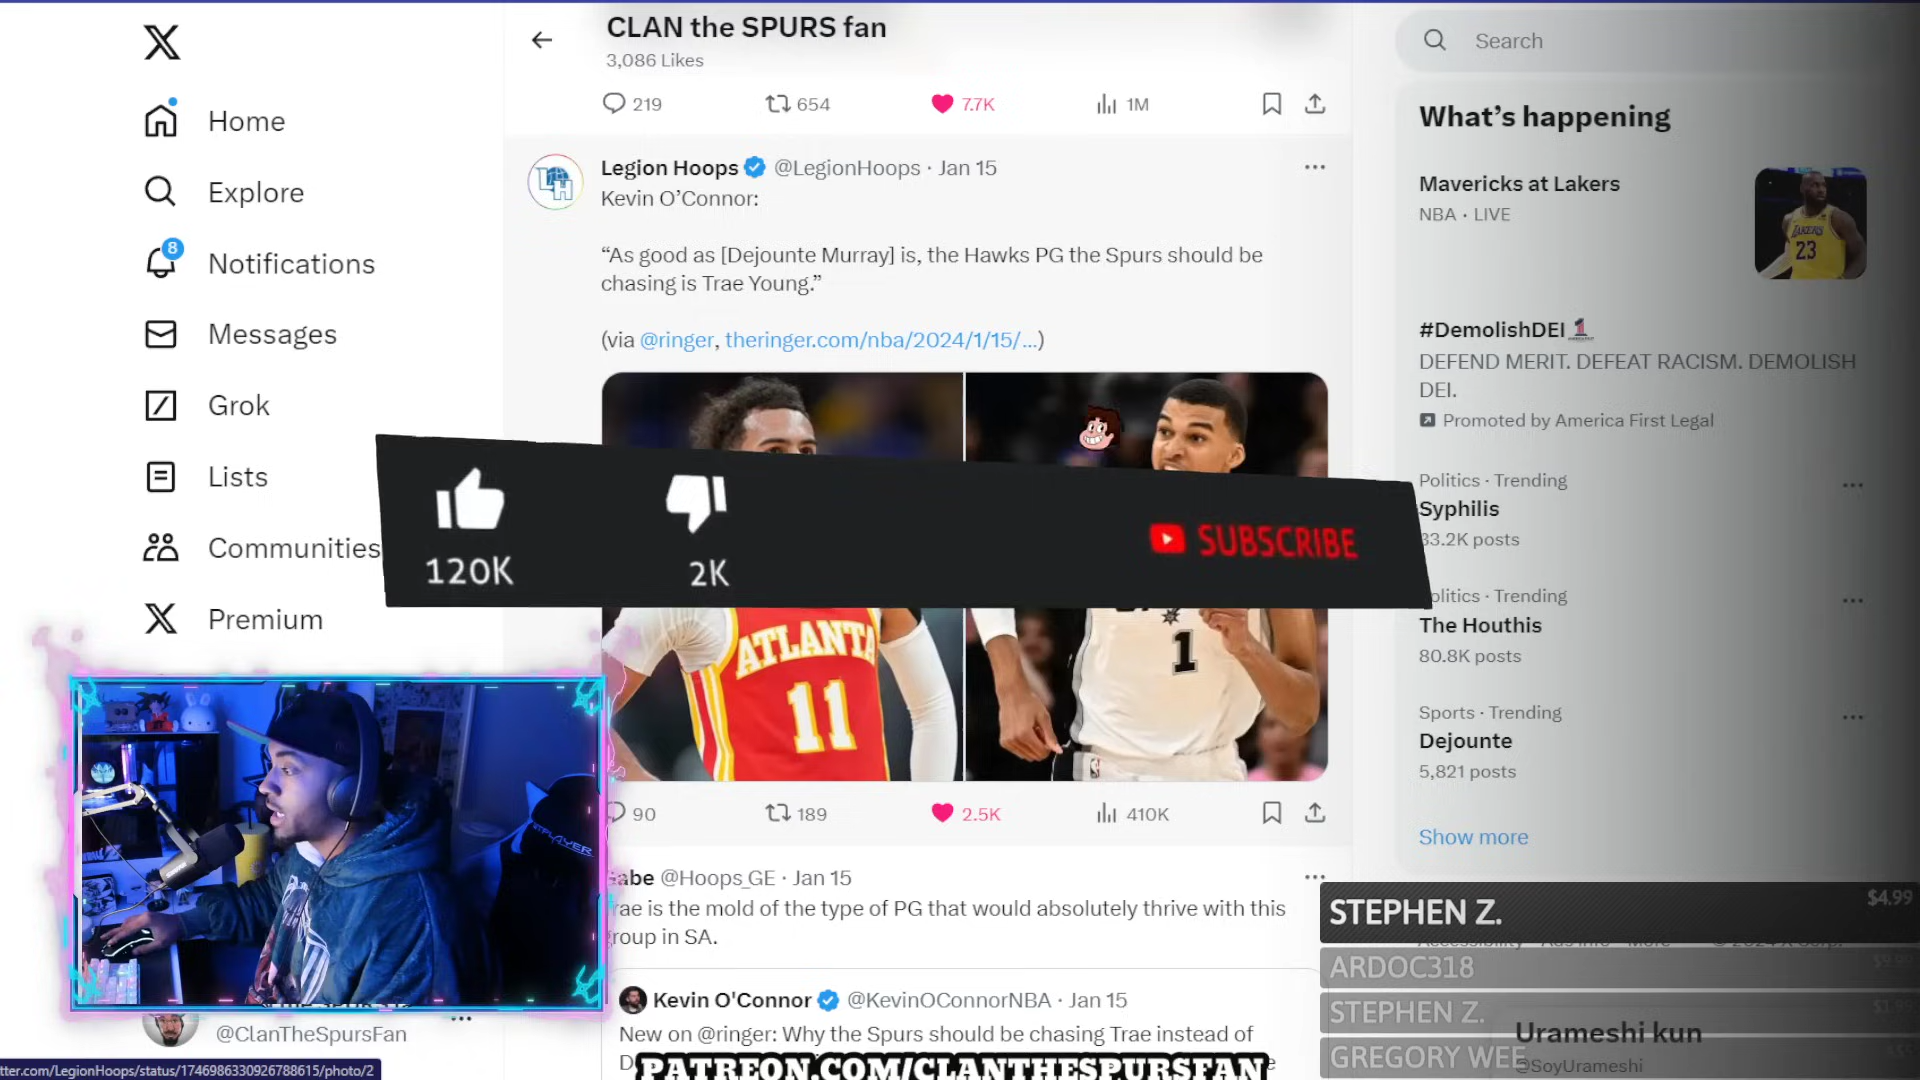 CLAN the SPURS fan
3,086 Likes
219 654 7.7K 1M
Home
Explore
8
Notifications
Messages
Grok
Lists
Communities
Premium
@ClanTheSpursFan
Legion Hoops @LegionHoops · Jan 15
Kevin O’Connor:
“As good as [Dejounte Murray] is, the Hawks PG the Spurs should be
chasing is Trae Young.”
(via @ringer, theringer.com/nba/2024/1/15/…)
120K
2K
SUBSCRIBE
ATLANTA
11
1
90 189 2.5K 410K
@Hoops_GE · Jan 15
is the mold of the type of PG that would absolutely thrive with this
in SA.
Kevin O'Connor @KevinOConnorNBA · Jan 15
New on @ringer: Why the Spurs should be chasing Trae instead of
PATREON.COM/CLANTHESPURSFAN
Search
What’s happening
Mavericks at Lakers
NBA · LIVE
LAKERS
23
#DemolishDEI
DEFEND MERIT. DEFEAT RACISM. DEMOLISH
DEI.
Promoted by America First Legal
Politics · Trending
Syphilis
33.2K posts
Politics · Trending
The Houthis
80.8K posts
Sports · Trending
Dejounte
5,821 posts
Show more
STEPHEN Z. $4.99
ARDOC318
STEPHEN Z.
Urameshi kun
GREGORY WEE
@SoyUrameshi
tter.com/LegionHoops/status/1746986330926788615/photo/2